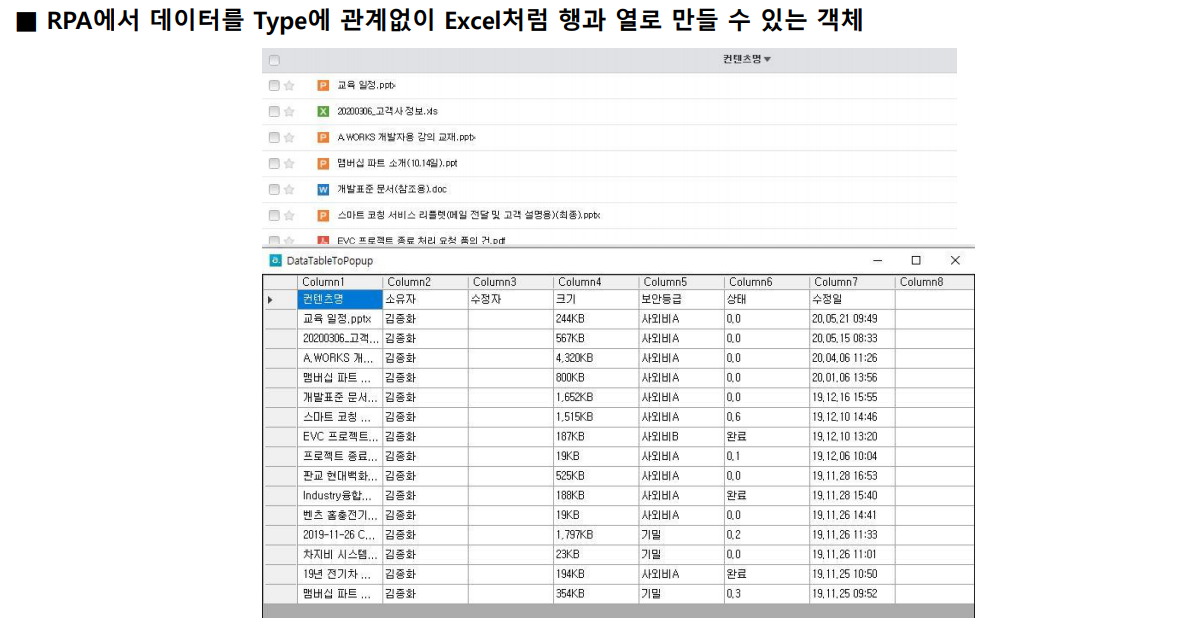 ■ RPA에서 데이터를 Type에 관계없이 Excel처럼 행과 열로 만들 수 있는 객체
컨텐츠명 ▼
교육 일정.pptx
20200306_고객사 정보.xls
A.WORKS 개발자용 강의 교재.pptx
맴버십 파트 소개(10.14일).ppt
개발표준 문서(참조용).doc
스마트 코칭 서비스 리플렛(메일 전달 및 고객 설명용)(최종).pptx
EVC 프로젝트 종료 처리 요청 품의 건.pdf
DataTableToPopup
Column1 Column2 Column3 Column4 Column5 Column6 Column7 Column8
컨텐츠명 소유자 수정자 크기 보안등급 상태 수정일
교육 일정.pptx 김종화 244KB 사외비A 0.0 20.05.21 09:49
20200306_고객... 김종화 567KB 사외비A 0.0 20.05.15 08:33
A.WORKS 개... 김종화 4,320KB 사외비A 0.0 20.04.06 11:26
맴버십 파트 ... 김종화 800KB 사외비A 0.0 20.01.06 13:56
개발표준 문서... 김종화 1,652KB 사외비A 0.0 19.12.16 15:55
스마트 코칭 ... 김종화 1,515KB 사외비A 0.6 19.12.10 14:46
EVC 프로젝트... 김종화 187KB 사외비B 완료 19.12.10 13:20
프로젝트 종료... 김종화 19KB 사외비A 0.1 19.12.06 10:04
판교 현대백화... 김종화 525KB 사외비A 0.0 19.11.28 16:53
Industry융합... 김종화 188KB 사외비A 완료 19.11.28 15:40
벤츠 홈충전기... 김종화 19KB 사외비A 0.0 19.11.26 14:41
2019-11-26 C... 김종화 1,797KB 기밀 0.2 19.11.26 11:33
차지비 시스템... 김종화 23KB 기밀 0.0 19.11.26 11:01
19년 전기차 ... 김종화 194KB 사외비A 완료 19.11.25 10:50
맴버십 파트 ... 김종화 354KB 기밀 0.3 19.11.25 09:52